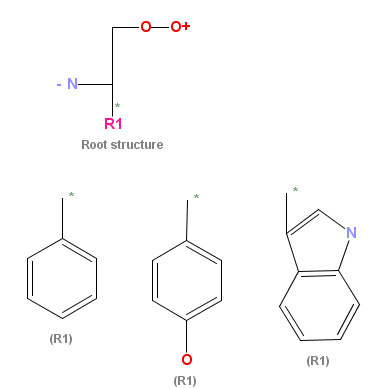 O O+
- N
*
R1
Root structure
* * *
N
(R1) (R1)
O
(R1)